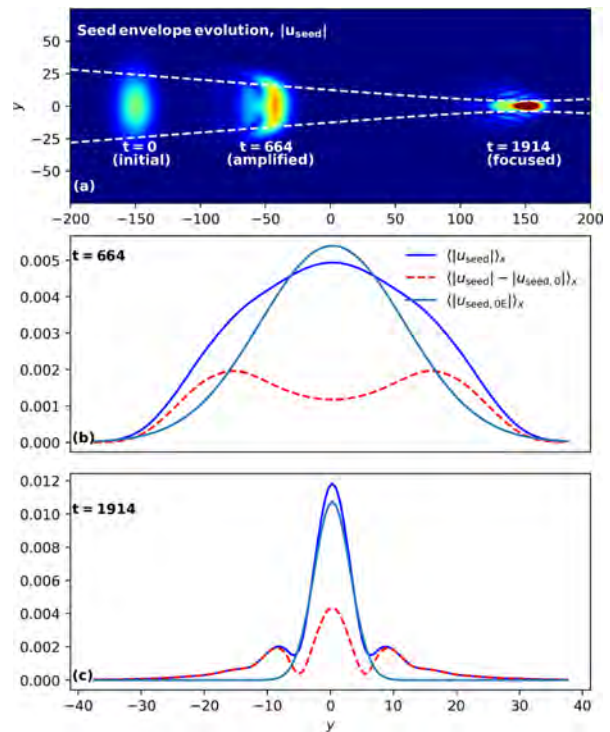 Seed envelope evolution, |u_seed|
75
50
25
0
−25
−50
y
t = 0
(initial)
t = 664
(amplified)
t = 1914
(focused)
(a)
−200 −150 −100 −50 0 50 100 150 200
t = 664
0.005
0.004
0.003
0.002
0.001
0.000
⟨|u_seed|⟩_x
⟨|u_seed| − |u_seed, 0|⟩_x
⟨|u_seed, 0E|⟩_x
(b)
t = 1914
0.012
0.010
0.008
0.006
0.004
0.002
0.000
(c)
−40 −30 −20 −10 0 10 20 30 40
y